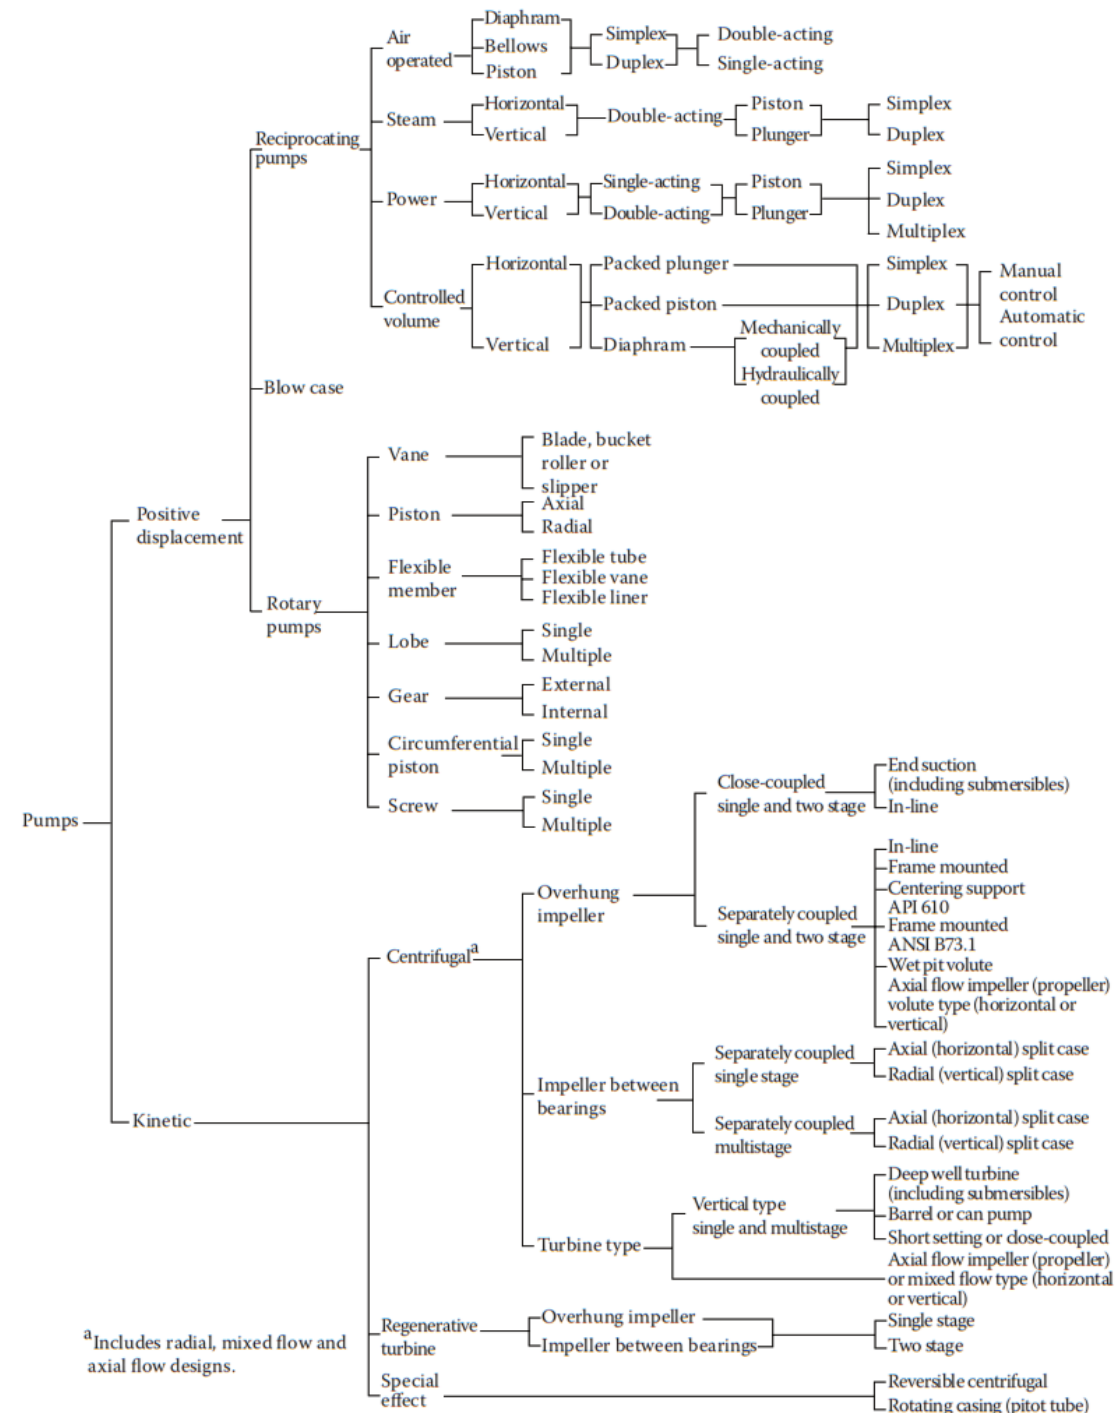 Pumps
Positive
displacement
Reciprocating
pumps
Air
operated
Diaphram
Bellows
Piston
Simplex
Duplex
Double-acting
Single-acting
Steam
Horizontal
Vertical
Double-acting
Piston
Plunger
Simplex
Duplex
Power
Horizontal
Vertical
Single-acting
Double-acting
Piston
Plunger
Simplex
Duplex
Multiplex
Controlled
volume
Horizontal
Vertical
Packed plunger
Packed piston
Diaphram
Mechanically
coupled
Hydraulically
coupled
Simplex
Duplex
Multiplex
Manual
control
Automatic
control
Blow case
Rotary
pumps
Vane
Blade, bucket
roller or
slipper
Piston
Axial
Radial
Flexible
member
Flexible tube
Flexible vane
Flexible liner
Lobe
Single
Multiple
Gear
External
Internal
Circumferential
piston
Single
Multiple
Screw
Single
Multiple
Kinetic
Centrifugalᵃ
Overhung
impeller
Close-coupled
single and two stage
End suction
(including submersibles)
In-line
Separately coupled
single and two stage
In-line
Frame mounted
Centering support
API 610
Frame mounted
ANSI B73.1
Wet pit volute
Axial flow impeller (propeller)
volute type (horizontal or
vertical)
Impeller between
bearings
Separately coupled
single stage
Axial (horizontal) split case
Radial (vertical) split case
Separately coupled
multistage
Axial (horizontal) split case
Radial (vertical) split case
Turbine type
Vertical type
single and multistage
Deep well turbine
(including submersibles)
Barrel or can pump
Short setting or close-coupled
Axial flow impeller (propeller)
or mixed flow type (horizontal
or vertical)
Regenerative
turbine
Overhung impeller
Impeller between bearings
Single stage
Two stage
Special
effect
Reversible centrifugal
Rotating casing (pitot tube)
ᵃIncludes radial, mixed flow and
axial flow designs.